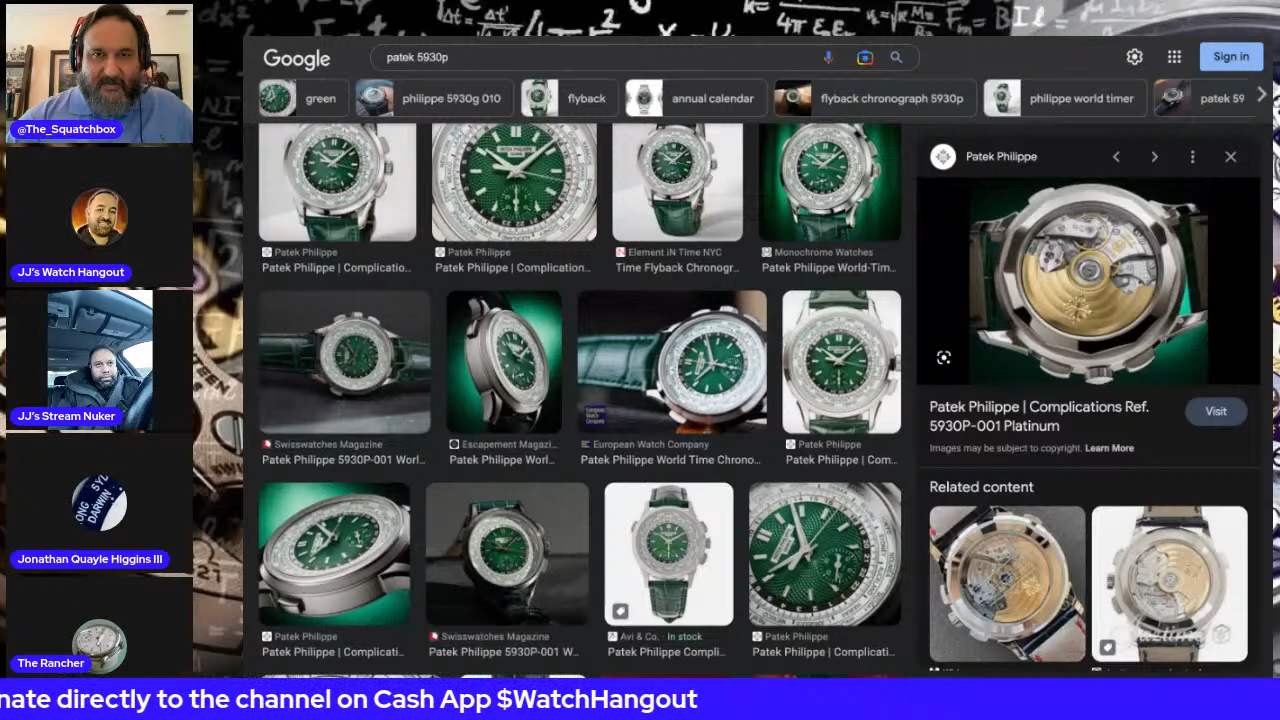 @The_Squatchbox
JJ's Watch Hangout
JJ's Stream Nuker
Jonathan Quayle Higgins III
The Rancher
Google
patek 5930p
Sign in
green
philippe 5930g 010
flyback
annual calendar
flyback chronograph 5930p
philippe world timer
patek 59
Patek Philippe
Patek Philippe | Complicatio...
Patek Philippe
Patek Philippe | Complication...
Element iN Time NYC
Time Flyback Chronogr...
Monochrome Watches
Patek Philippe World-Tim...
Swisswatches Magazine
Patek Philippe 5930P-001 Worl...
Escapement Magazi...
Patek Philippe Worl...
European Watch Company
Patek Philippe World Time Chrono...
Patek Philippe
Patek Philippe | Com...
Patek Philippe
Patek Philippe | Complicati...
Swisswatches Magazine
Patek Philippe 5930P-001 W...
Avi & Co. · In stock
Patek Philippe Compli...
Patek Philippe
Patek Philippe | Complicati...
Patek Philippe
Patek Philippe | Complications Ref.
5930P-001 Platinum
Visit
Images may be subject to copyright. Learn More
Related content
nate directly to the channel on Cash App $WatchHangout